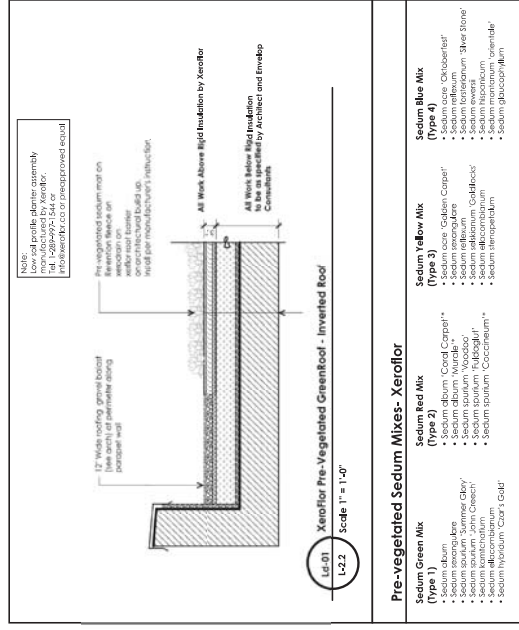 Note:
Low soil profile planter assembly
manufactured by Xeroflor.
Tel. 1-289-997-1544 or
info@xeroflor.ca or preapproved equal
12" Wide roofing gravel balast
(see arch) at perimeter along
parapet wall
Pre-vegetated sedum mat on
Retention fleece on
xerodrain on
xerflor root barrier
on architectural build up.
Install per manufacturer's instruction.
All Work Above Rigid Insulation by Xeroflor
All Work Below Rigid Insulation
to be as specified by Architect and Envelop
Consultants
Ld-01
L-2.2
XeroFlor Pre-Vegetated GreenRoof - Inverted Roof
Scale 1" = 1'-0"
Pre-vegetated Sedum Mixes- Xeroflor
Sedum Green Mix
(Type 1)
• Sedum album
• Sedum sexangulare
• Sedum spurium 'Summer Glory'
• Sedum spurium 'John Creech'
• Sedum kamtchatium
• Sedum ellacombianum
• Sedum hybridum 'Czar's Gold'
Sedum Red Mix
(Type 2)
• Sedum album 'Coral Carpet'*
• Sedum album 'Murale'*
• Sedum spurium 'Voodoo'
• Sedum spurium 'Fuldaglut'
• Sedum spurium 'Coccineum'*
Sedum Yellow Mix
(Type 3)
• Sedum acre 'Golden Carpet'
• Sedum sexangulare
• Sedum reflexum
• Sedum selskianum 'Goldilocks'
• Sedum ellacombianum
• Sedum stenopetalum
Sedum Blue Mix
(Type 4)
• Sedum acre 'Oktoberfest'
• Sedum reflexum
• Sedum forsterianum 'Silver Stone'
• Sedum ewersii
• Sedum hispanicum
• Sedum montanum 'orientale'
• Sedum glaucophyllum